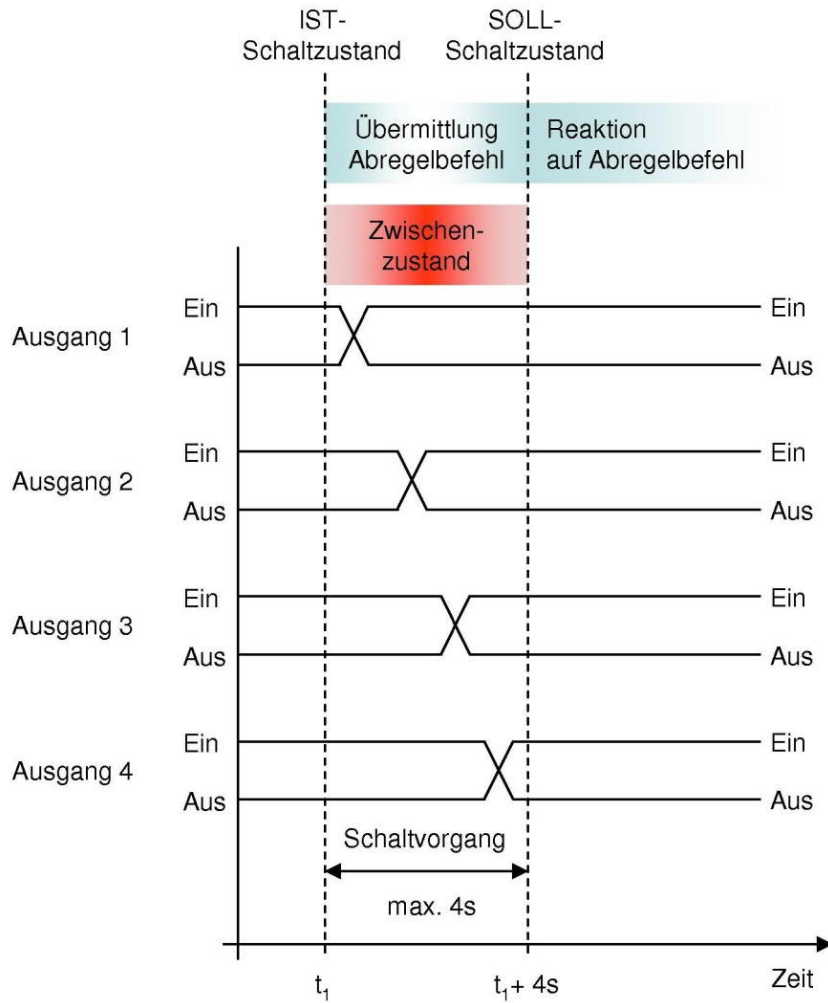 IST-
Schaltzustand
SOLL-
Schaltzustand
Übermittlung
Abregelbefehl
Reaktion
auf Abregelbefehl
Zwischen-
zustand
Ausgang 1
Ein
Aus
Ein
Aus
Ausgang 2
Ein
Aus
Ein
Aus
Ausgang 3
Ein
Aus
Ein
Aus
Ausgang 4
Ein
Aus
Ein
Aus
Schaltvorgang
max. 4s
t₁
t₁+ 4s
Zeit